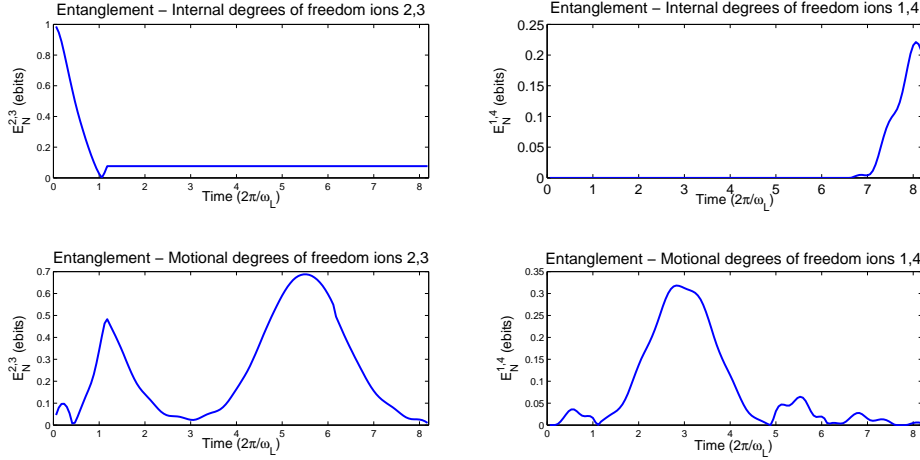 Entanglement – Internal degrees of freedom ions 2,3
1
0.8
0.6
0.4
0.2
0
E_N^{2,3} (ebits)
0 1 2 3 4 5 6 7 8
Time (2π/ω_L)
Entanglement – Internal degrees of freedom ions 1,4
0.25
0.2
0.15
0.1
0.05
0
E_N^{1,4} (ebits)
0 1 2 3 4 5 6 7 8
Time (2π/ω_L)
Entanglement – Motional degrees of freedom ions 2,3
0.7
0.6
0.5
0.4
0.3
0.2
0.1
0
E_N^{2,3} (ebits)
0 1 2 3 4 5 6 7 8
Time (2π/ω_L)
Entanglement – Motional degrees of freedom ions 1,4
0.35
0.3
0.25
0.2
0.15
0.1
0.05
0
E_N^{1,4} (ebits)
0 1 2 3 4 5 6 7 8
Time (2π/ω_L)